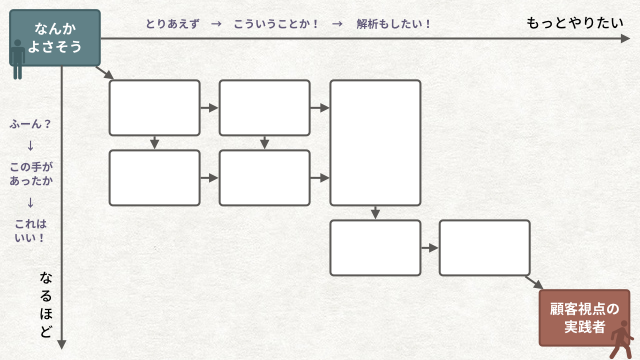 なんか
よさそう
とりあえず → こういうことか！ → 解析もしたい！
もっとやりたい
ふーん？
↓
この手が
あったか
↓
これは
いい！
なるほど
顧客視点の
実践者